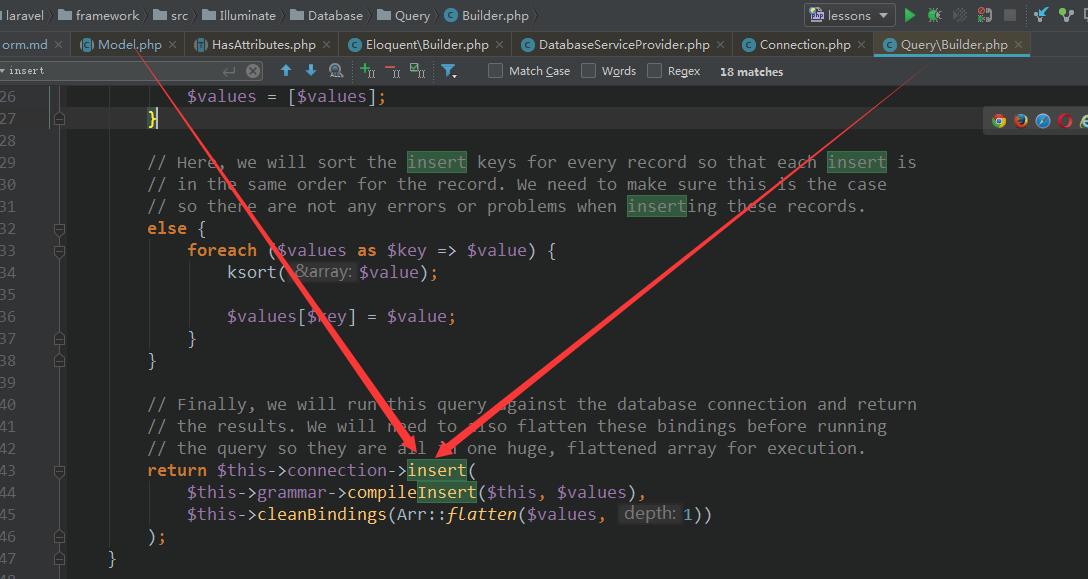 laravel framework src Illuminate Database Query Builder.php lessons
orm.md Model.php HasAttributes.php Eloquent\Builder.php DatabaseServiceProvider.php Connection.php Query\Builder.php
insert Match Case Words Regex 18 matches
26 $values = [$values];
27 }
28
29 // Here, we will sort the insert keys for every record so that each insert is
30 // in the same order for the record. We need to make sure this is the case
31 // so there are not any errors or problems when inserting these records.
32 else {
33 foreach ($values as $key => $value) {
34 ksort( &array: $value);
35
36 $values[$key] = $value;
37 }
38 }
39
40 // Finally, we will run this query against the database connection and return
41 // the results. We will need to also flatten these bindings before running
42 // the query so they are all in one huge, flattened array for execution.
43 return $this->connection->insert(
44 $this->grammar->compileInsert($this, $values),
45 $this->cleanBindings(Arr::flatten($values, depth: 1))
46 );
47 }